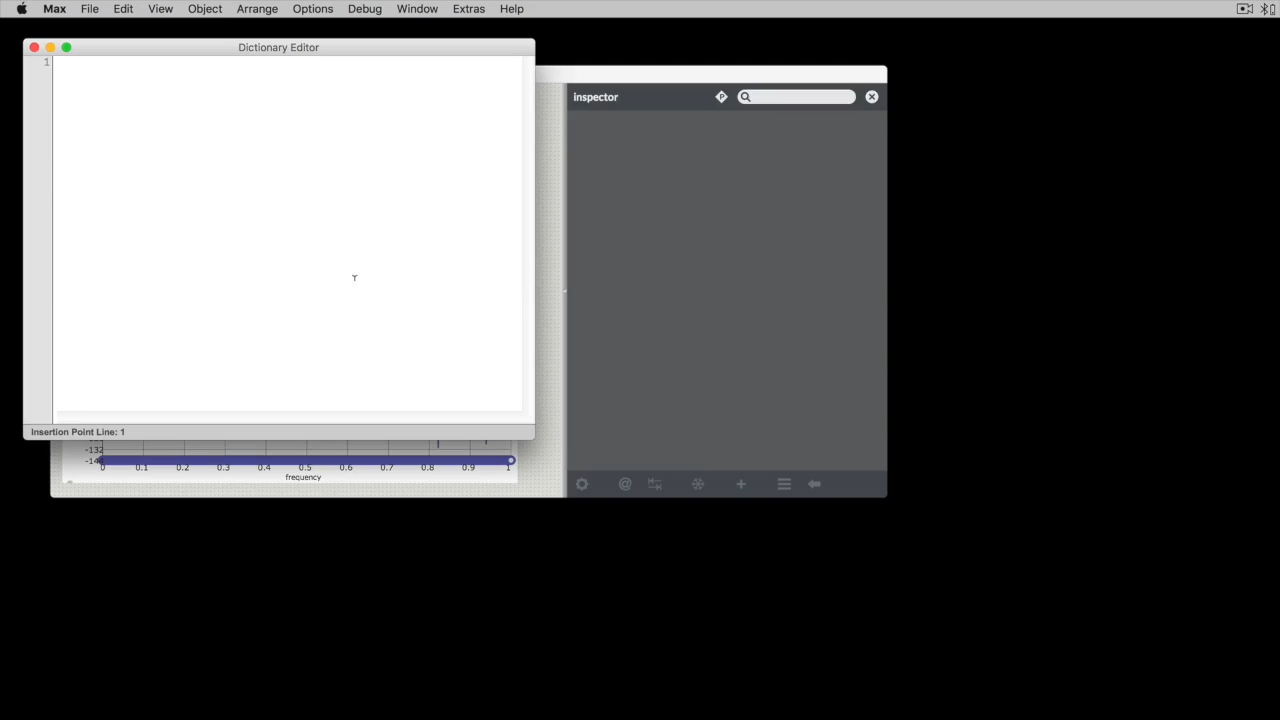 Max File Edit View Object Arrange Options Debug Window Extras Help
Dictionary Editor
1
inspector
P
Insertion Point Line: 1
-132
0 0.1 0.2 0.3 0.4 0.5 0.6 0.7 0.8 0.9 1
frequency